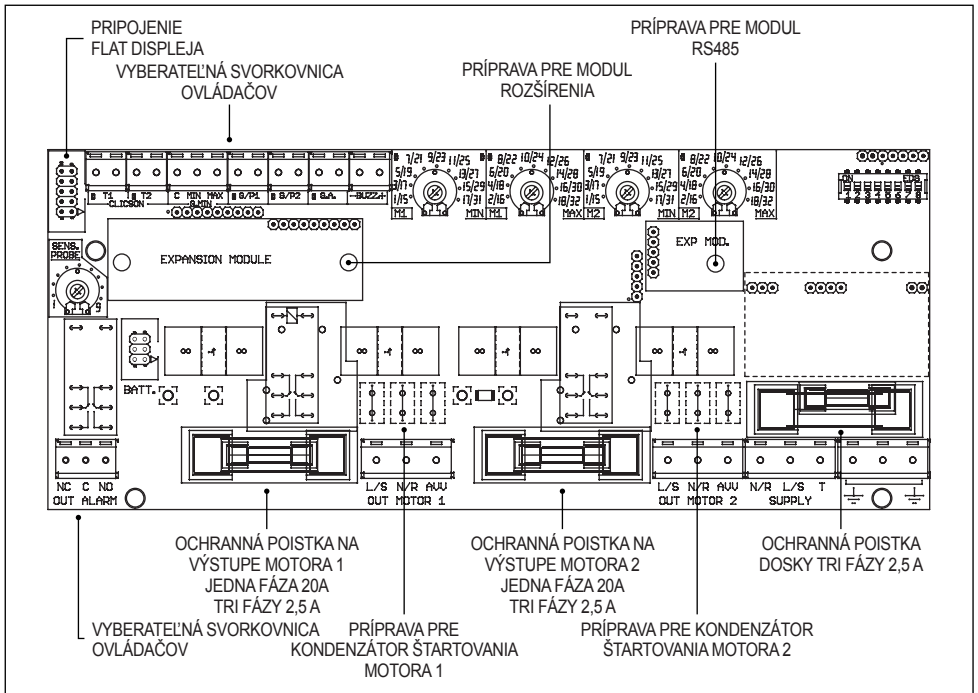 PRIPOJENIE
FLAT DISPLEJA
VYBERATEĽNÁ SVORKOVNICA
OVLÁDAČOV
PRÍPRAVA PRE MODUL
ROZŠÍRENIA
PRÍPRAVA PRE MODUL
RS485
T1 T2 C MIN MAX G/P1 G/P2 G.A. -BUZZ+
CLICSON G.MIN
7/21 9/23 11/25
5/19 13/27
3/17 15/29
1/15 17/31
M1 MIN
8/22 10/24 12/26
6/20 14/28
4/18 16/30
2/16 18/32
M1 MAX
7/21 9/23 11/25
5/19 13/27
3/17 15/29
1/15 17/31
M2 MIN
8/22 10/24 12/26
6/20 14/28
4/18 16/30
2/16 18/32
M2 MAX
ON EDS
1 2 3 4 5 6 7 8
SENS.
PROBE
EXPANSION MODULE
EXP MOD.
BATT.
NC C NO
OUT ALARM
L/S N/R AVV
OUT MOTOR 1
L/S N/R AVV
OUT MOTOR 2
N/R L/S T
SUPPLY
OCHRANNÁ POISTKA NA
VÝSTUPE MOTORA 1
JEDNA FÁZA 20A
TRI FÁZY 2,5 A
OCHRANNÁ POISTKA NA
VÝSTUPE MOTORA 2
JEDNA FÁZA 20A
TRI FÁZY 2,5 A
OCHRANNÁ POISTKA
DOSKY TRI FÁZY 2,5 A
VYBERATEĽNÁ SVORKOVNICA
OVLÁDAČOV
PRÍPRAVA PRE
KONDENZÁTOR ŠTARTOVANIA
MOTORA 1
PRÍPRAVA PRE KONDENZÁTOR
ŠTARTOVANIA MOTORA 2